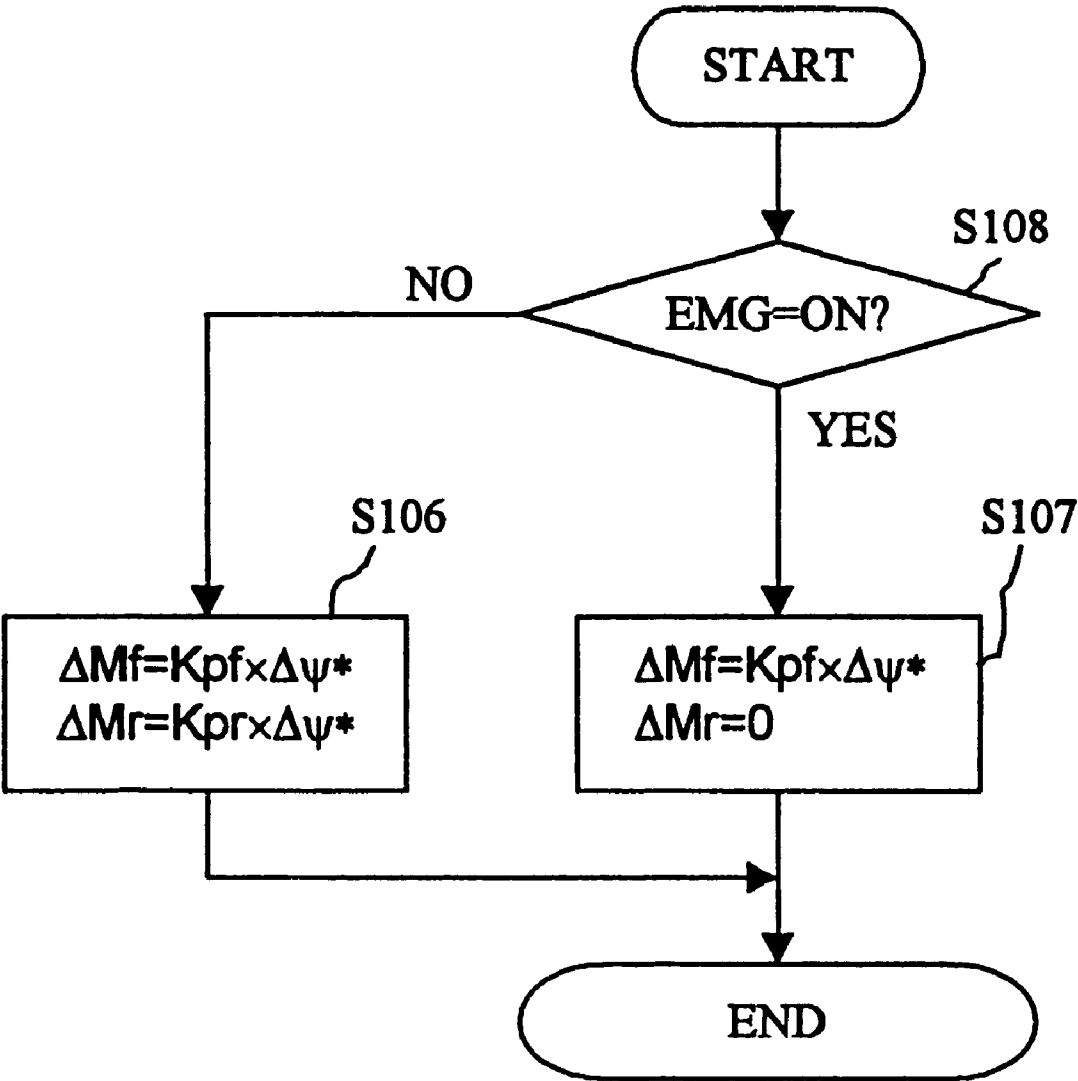 START
S108
NO
EMG=ON?
YES
S106
S107
ΔMf=Kpf×Δψ*
ΔMr=Kpr×Δψ*
ΔMf=Kpf×Δψ*
ΔMr=0
END